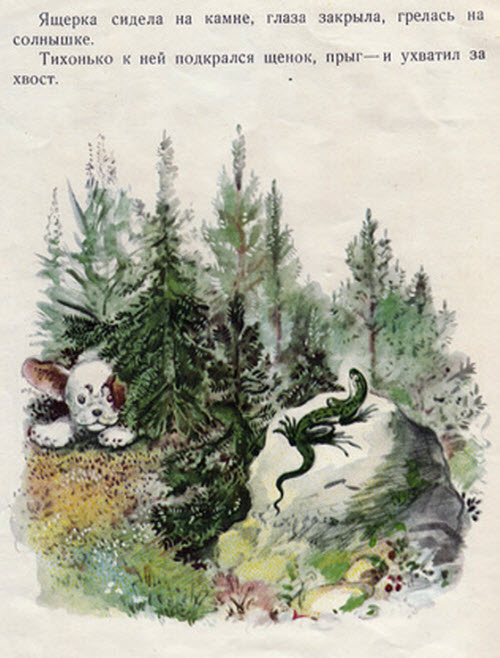 Ящерка сидела на камне, глаза закрыла, грелась на
солнышке.
Тихонько к ней подкрался щенок, прыг — и ухватил за
хвост.